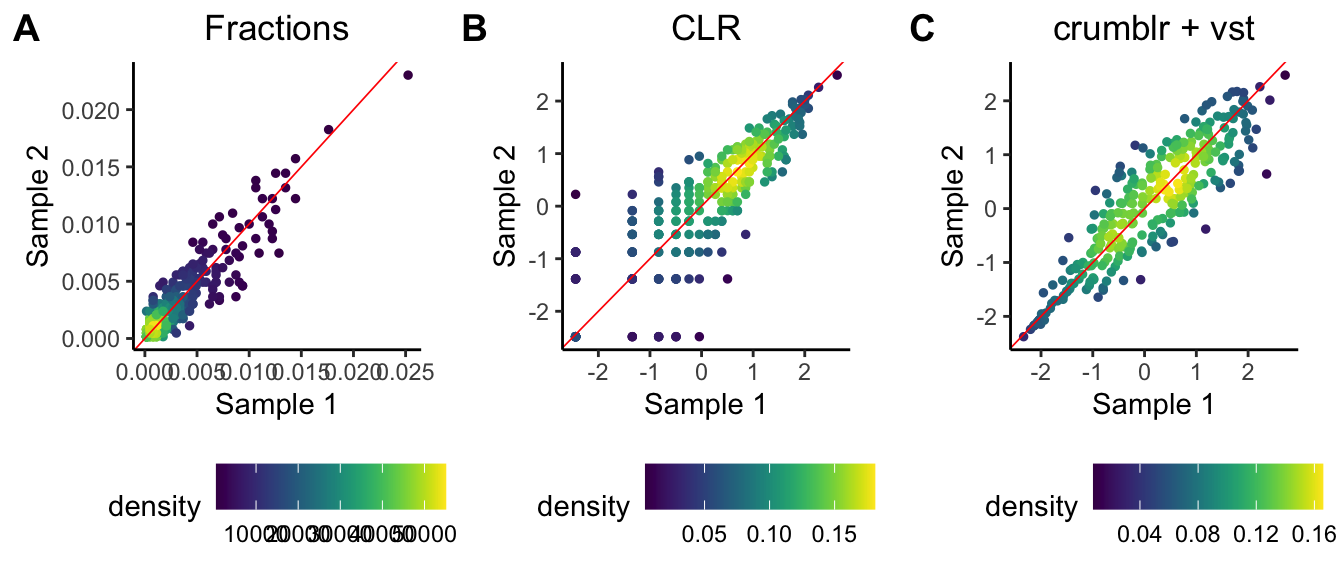 A Fractions
Sample 2
0.020
0.015
0.010
0.005
0.000
0.000 0.005 0.010 0.015 0.020 0.025
Sample 1
density
10000 20000 30000 40000 50000
B CLR
Sample 2
2
1
0
-1
-2
-2 -1 0 1 2
Sample 1
density
0.05 0.10 0.15
C crumblr + vst
Sample 2
2
1
0
-1
-2
-2 -1 0 1 2
Sample 1
density
0.04 0.08 0.12 0.16